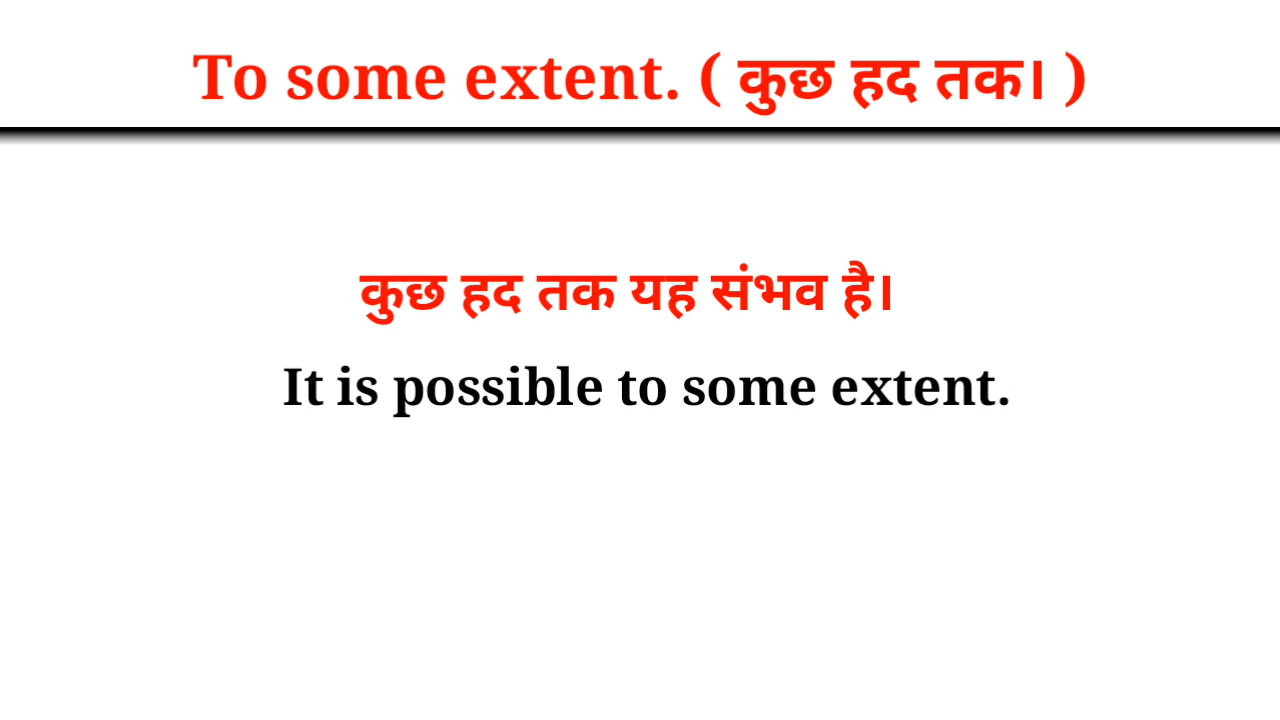 To some extent. ( कुछ हद तक। )
कुछ हद तक यह संभव है।
It is possible to some extent.